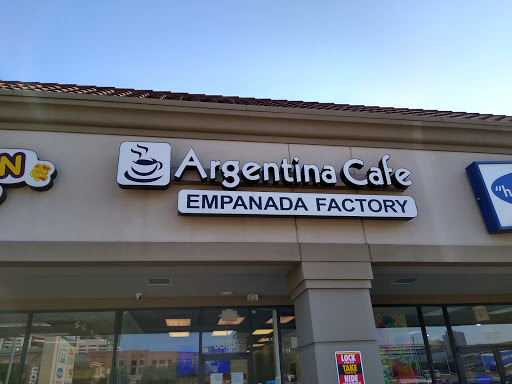 N
Argentina Cafe
EMPANADA FACTORY
"h
LOCK
TAKE
HIDE